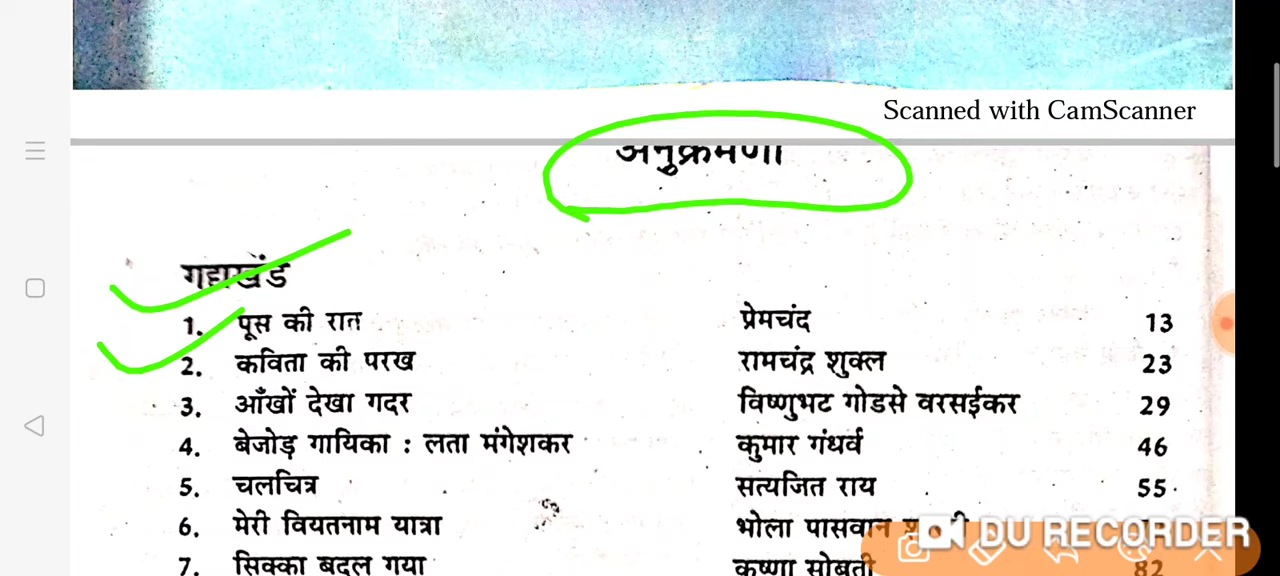 Scanned with CamScanner
अनुक्रमणी
गद्यखंड
1. पूस की रात प्रेमचंद 13
2. कविता की परख रामचंद्र शुक्ल 23
3. आँखों देखा गदर विष्णुभट गोडसे वरसईकर 29
4. बेजोड़ गायिका : लता मंगेशकर कुमार गंधर्व 46
5. चलचित्र सत्यजित राय 55
6. मेरी वियतनाम यात्रा भोला पासवान
DU RECORDER
7. सिक्का बदल गया कृष्णा सोबती 82